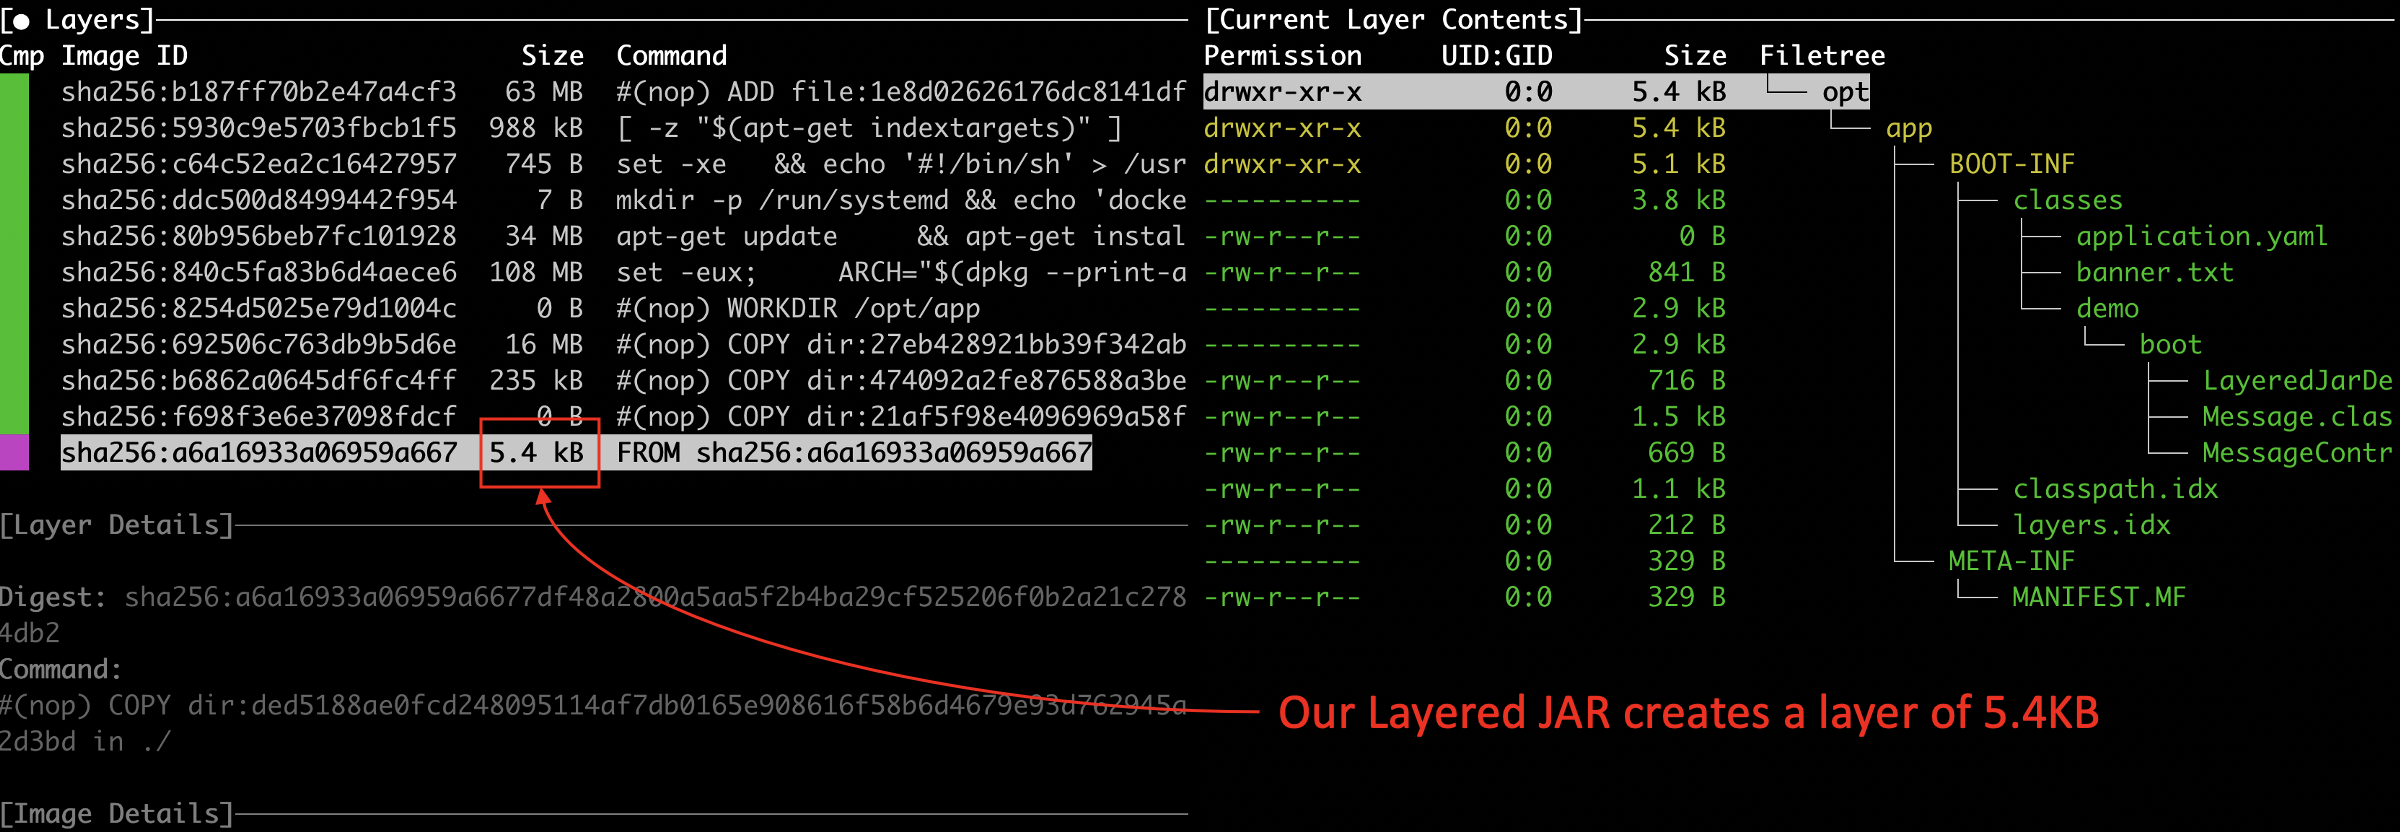 [● Layers]
Cmp Image ID Size Command
sha256:b187ff70b2e47a4cf3 63 MB #(nop) ADD file:1e8d02626176dc8141df
sha256:5930c9e5703fbcb1f5 988 kB [ -z "$(apt-get indextargets)" ]
sha256:c64c52ea2c16427957 745 B set -xe && echo '#!/bin/sh' > /usr
sha256:ddc500d8499442f954 7 B mkdir -p /run/systemd && echo 'docke
sha256:80b956beb7fc101928 34 MB apt-get update && apt-get instal
sha256:840c5fa83b6d4aece6 108 MB set -eux; ARCH="$(dpkg --print-a
sha256:8254d5025e79d1004c 0 B #(nop) WORKDIR /opt/app
sha256:692506c763db9b5d6e 16 MB #(nop) COPY dir:27eb428921bb39f342ab
sha256:b6862a0645df6fc4ff 235 kB #(nop) COPY dir:474092a2fe876588a3be
sha256:f698f3e6e37098fdcf 0 B #(nop) COPY dir:21af5f98e4096969a58f
sha256:a6a16933a06959a667 5.4 kB FROM sha256:a6a16933a06959a667
[Layer Details]
Digest: sha256:a6a16933a06959a6677df48a2800a5aa5f2b4ba29cf525206f0b2a21c278
4db2
Command:
#(nop) COPY dir:ded5188ae0fcd248095114af7db0165e908616f58b6d4679e93d762945a
2d3bd in ./
[Image Details]
[Current Layer Contents]
Permission UID:GID Size Filetree
drwxr-xr-x 0:0 5.4 kB opt
drwxr-xr-x 0:0 5.4 kB app
drwxr-xr-x 0:0 5.1 kB BOOT-INF
---------- 0:0 3.8 kB classes
-rw-r--r-- 0:0 0 B application.yaml
-rw-r--r-- 0:0 841 B banner.txt
---------- 0:0 2.9 kB demo
---------- 0:0 2.9 kB boot
-rw-r--r-- 0:0 716 B LayeredJarDe
-rw-r--r-- 0:0 1.5 kB Message.clas
-rw-r--r-- 0:0 669 B MessageContr
-rw-r--r-- 0:0 1.1 kB classpath.idx
-rw-r--r-- 0:0 212 B layers.idx
---------- 0:0 329 B META-INF
-rw-r--r-- 0:0 329 B MANIFEST.MF
Our Layered JAR creates a layer of 5.4KB